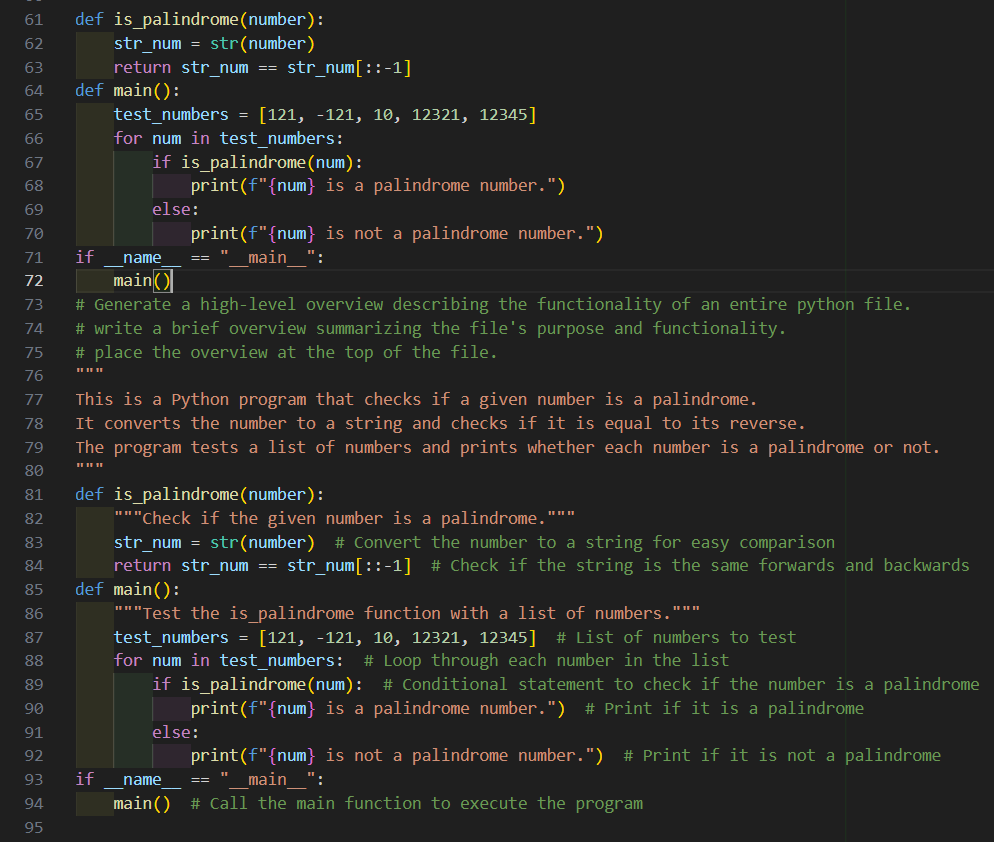 61 def is_palindrome(number):
62     str_num = str(number)
63     return str_num == str_num[::-1]
64 def main():
65     test_numbers = [121, -121, 10, 12321, 12345]
66     for num in test_numbers:
67         if is_palindrome(num):
68             print(f"{num} is a palindrome number.")
69         else:
70             print(f"{num} is not a palindrome number.")
71 if __name__ == "__main__":
72     main()
73 # Generate a high-level overview describing the functionality of an entire python file.
74 # write a brief overview summarizing the file's purpose and functionality.
75 # place the overview at the top of the file.
76 """
77 This is a Python program that checks if a given number is a palindrome.
78 It converts the number to a string and checks if it is equal to its reverse.
79 The program tests a list of numbers and prints whether each number is a palindrome or not.
80 """
81 def is_palindrome(number):
82     """Check if the given number is a palindrome."""
83     str_num = str(number)  # Convert the number to a string for easy comparison
84     return str_num == str_num[::-1]  # Check if the string is the same forwards and backwards
85 def main():
86     """Test the is_palindrome function with a list of numbers."""
87     test_numbers = [121, -121, 10, 12321, 12345]  # List of numbers to test
88     for num in test_numbers:  # Loop through each number in the list
89         if is_palindrome(num):  # Conditional statement to check if the number is a palindrome
90             print(f"{num} is a palindrome number.")  # Print if it is a palindrome
91         else:
92             print(f"{num} is not a palindrome number.")  # Print if it is not a palindrome
93 if __name__ == "__main__":
94     main()  # Call the main function to execute the program
95